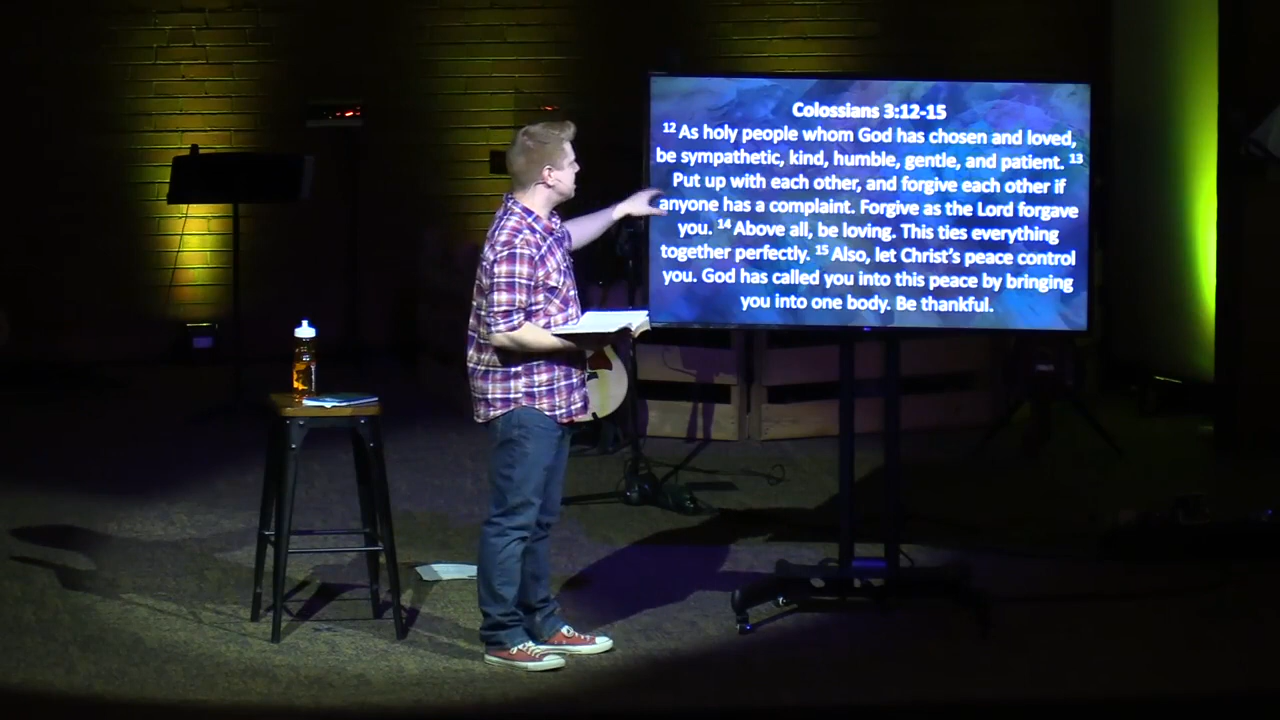 Colossians 3:12-15
12 As holy people whom God has chosen and loved,
be sympathetic, kind, humble, gentle, and patient. 13
Put up with each other, and forgive each other if
anyone has a complaint. Forgive as the Lord forgave
you. 14 Above all, be loving. This ties everything
together perfectly. 15 Also, let Christ's peace control
you. God has called you into this peace by bringing
you into one body. Be thankful.